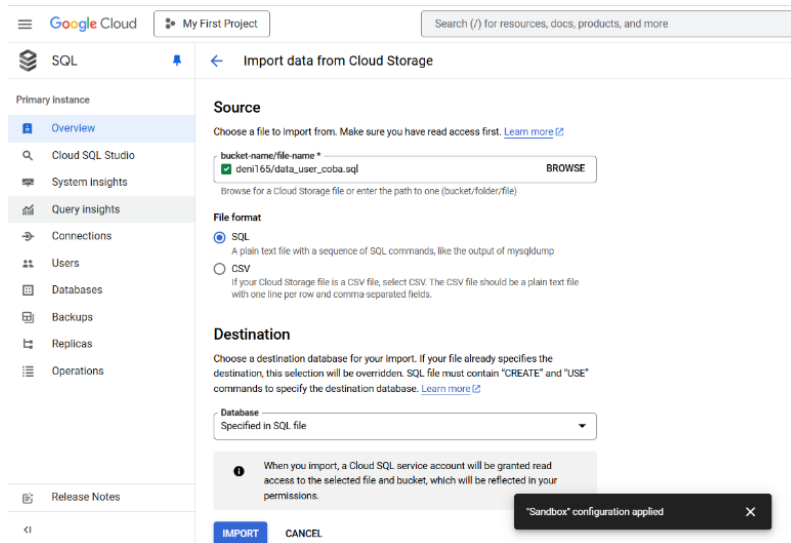 Google Cloud
My First Project
Search (/) for resources, docs, products, and more
SQL
Import data from Cloud Storage
Primary instance
Overview
Cloud SQL Studio
System insights
Query insights
Connections
Users
Databases
Backups
Replicas
Operations
Release Notes
Source
Choose a file to import from. Make sure you have read access first. Learn more
bucket-name/file-name *
deni165/data_user_coba.sql
BROWSE
Browse for a Cloud Storage file or enter the path to one (bucket/folder/file)
File format
SQL
A plain text file with a sequence of SQL commands, like the output of mysqldump
CSV
If your Cloud Storage file is a CSV file, select CSV. The CSV file should be a plain text file
with one line per row and comma-separated fields.
Destination
Choose a destination database for your import. If your file already specifies the
destination, this selection will be overridden. SQL file must contain "CREATE" and "USE"
commands to specify the destination database. Learn more
Database
Specified in SQL file
When you import, a Cloud SQL service account will be granted read
access to the selected file and bucket, which will be reflected in your
permissions.
IMPORT
CANCEL
"Sandbox" configuration applied